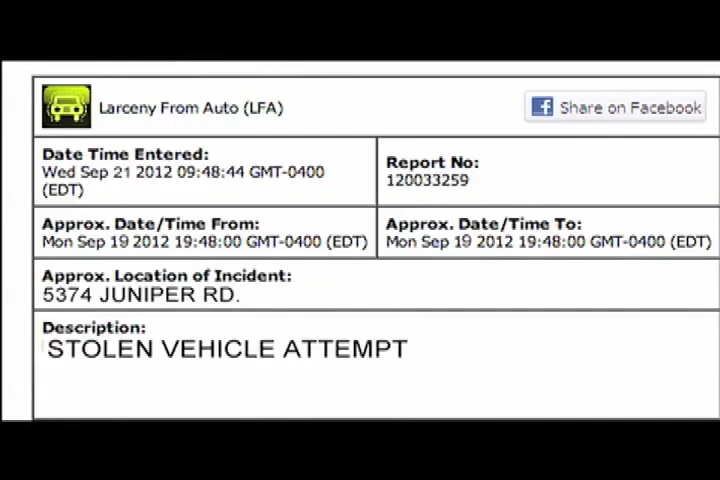 Larceny From Auto (LFA)
Share on Facebook
Date Time Entered:
Wed Sep 21 2012 09:48:44 GMT-0400
(EDT)
Report No:
120033259
Approx. Date/Time From:
Mon Sep 19 2012 19:48:00 GMT-0400 (EDT)
Approx. Date/Time To:
Mon Sep 19 2012 19:48:00 GMT-0400 (EDT)
Approx. Location of Incident:
5374 JUNIPER RD.
Description:
STOLEN VEHICLE ATTEMPT